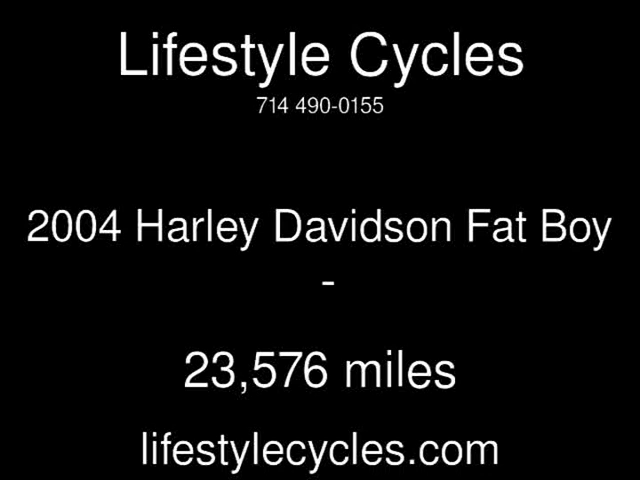 Lifestyle Cycles
714 490-0155
2004 Harley Davidson Fat Boy
-
23,576 miles
lifestylecycles.com